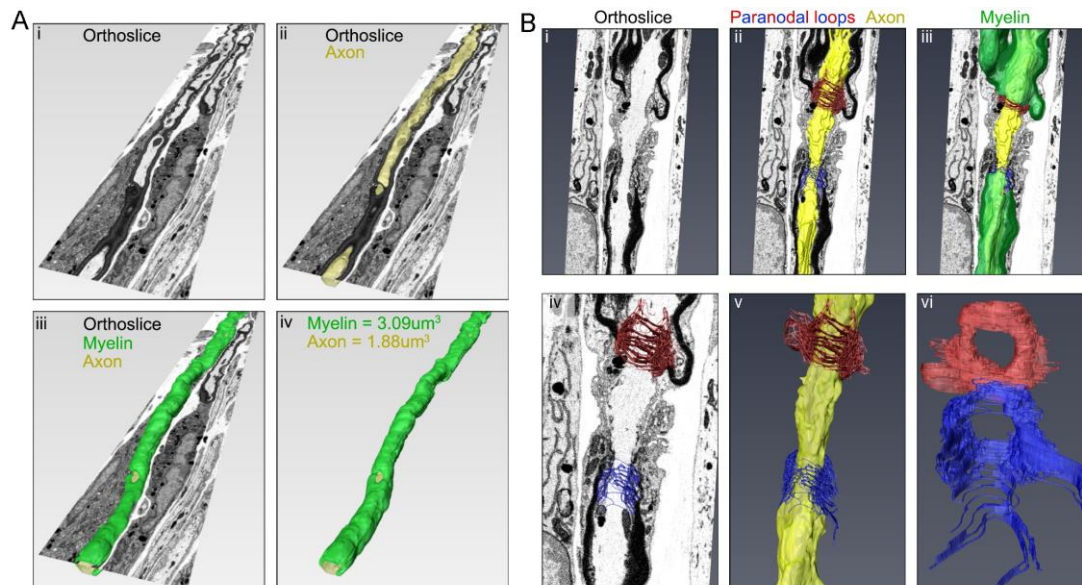 A
i
Orthoslice
ii
Orthoslice
Axon
iii
Orthoslice
Myelin
Axon
iv
Myelin = 3.09um³
Axon = 1.88um³
B
Orthoslice
Paranodal loops
Axon
Myelin
i
ii
iii
iv
v
vi